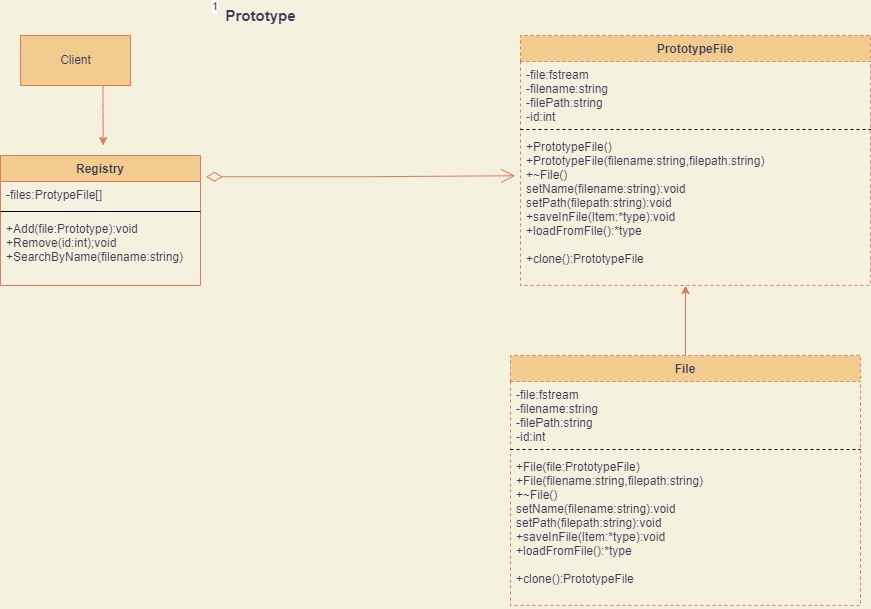 1
Prototype
Client
Registry
-files:ProtypeFile[]
+Add(file:Prototype):void
+Remove(id:int);void
+SearchByName(filename:string)
PrototypeFile
-file:fstream
-filename:string
-filePath:string
-id:int
+PrototypeFile()
+PrototypeFile(filename:string,filepath:string)
+~File()
setName(filename:string):void
setPath(filepath:string):void
+saveInFile(Item:*type):void
+loadFromFile():*type
+clone():PrototypeFile
File
-file:fstream
-filename:string
-filePath:string
-id:int
+File(file:PrototypeFile)
+File(filename:string,filepath:string)
+~File()
setName(filename:string):void
setPath(filepath:string):void
+saveInFile(Item:*type):void
+loadFromFile():*type
+clone():PrototypeFile